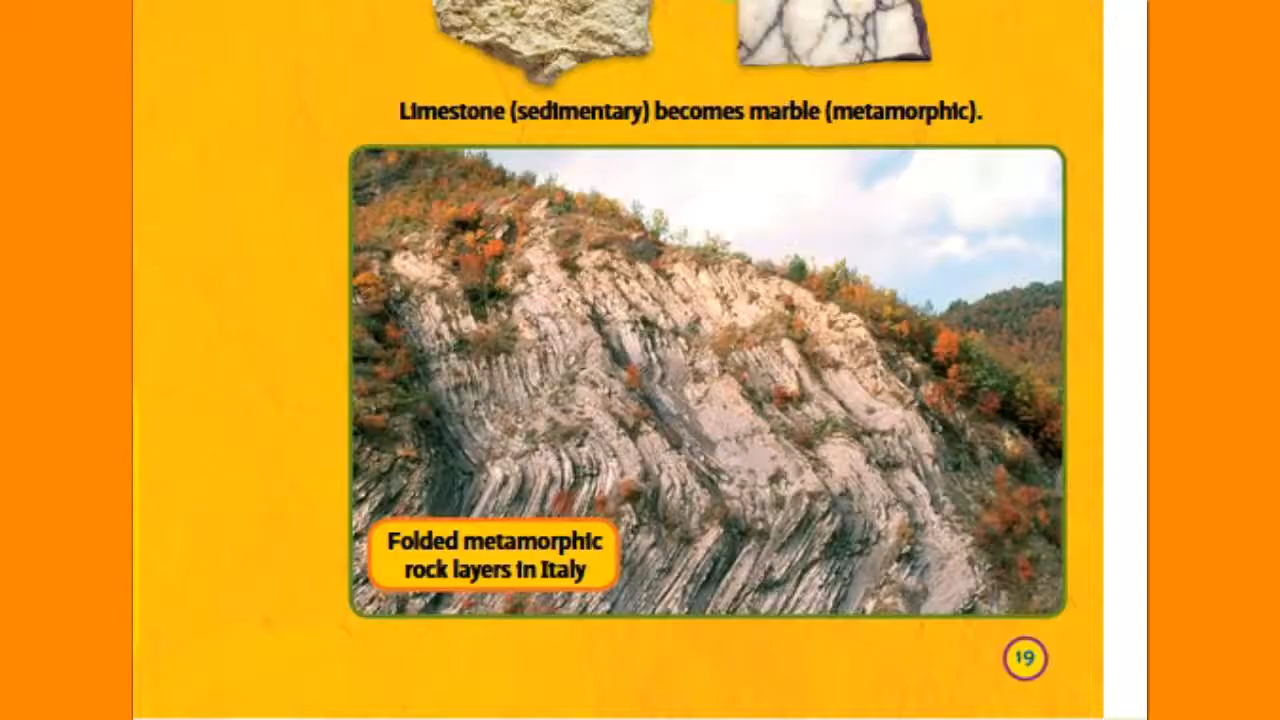 Limestone (sedimentary) becomes marble (metamorphic).
Folded metamorphic
rock layers in Italy
19